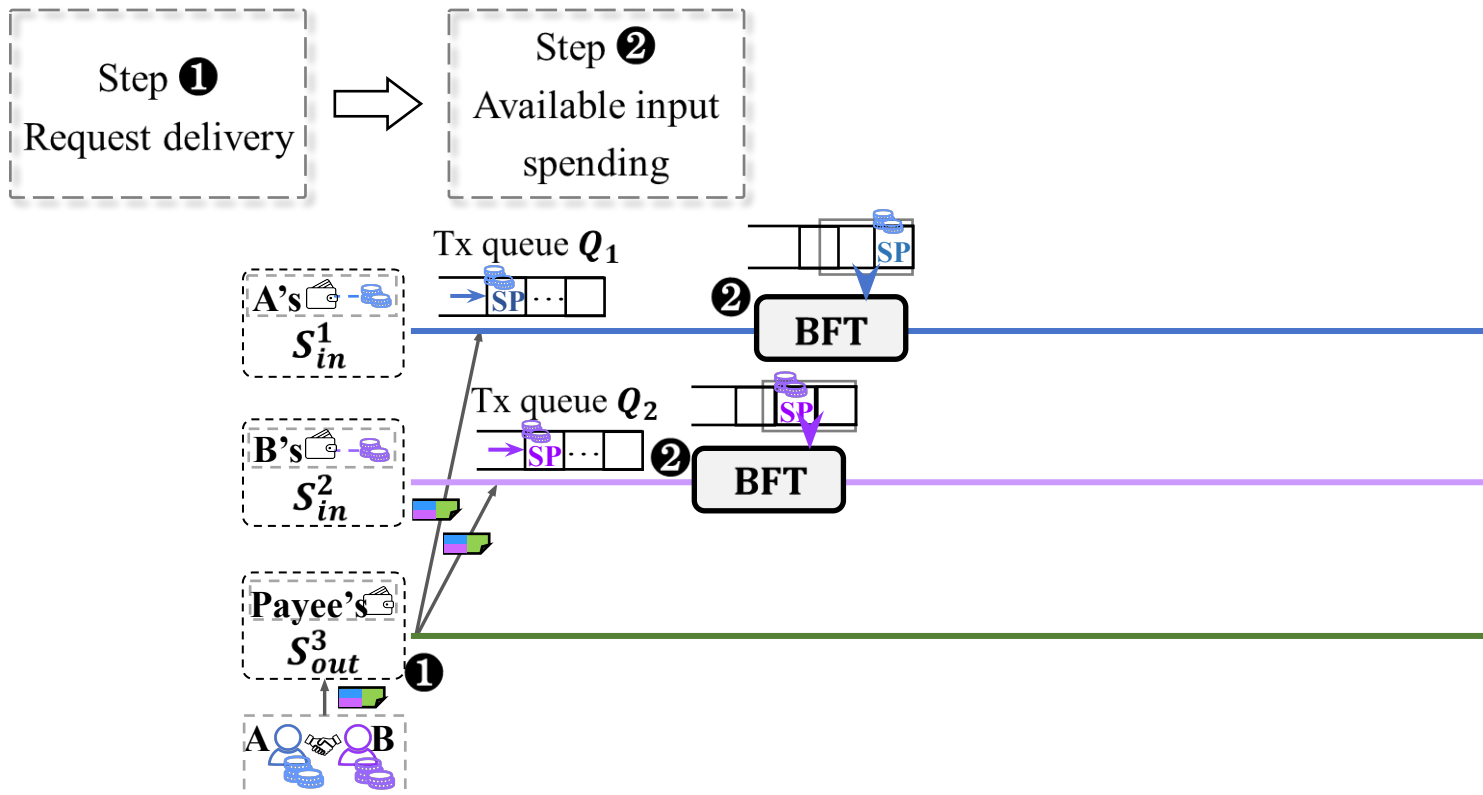 Step ❶
Request delivery
Step ❷
Available input
spending
Tx queue Q₁
SP
A's
SP ...
❷
BFT
S¹ᵢₙ
Tx queue Q₂
SP
B's
SP ...
❷
BFT
S²ᵢₙ
Payee's
S³ₒᵤₜ
❶
A B